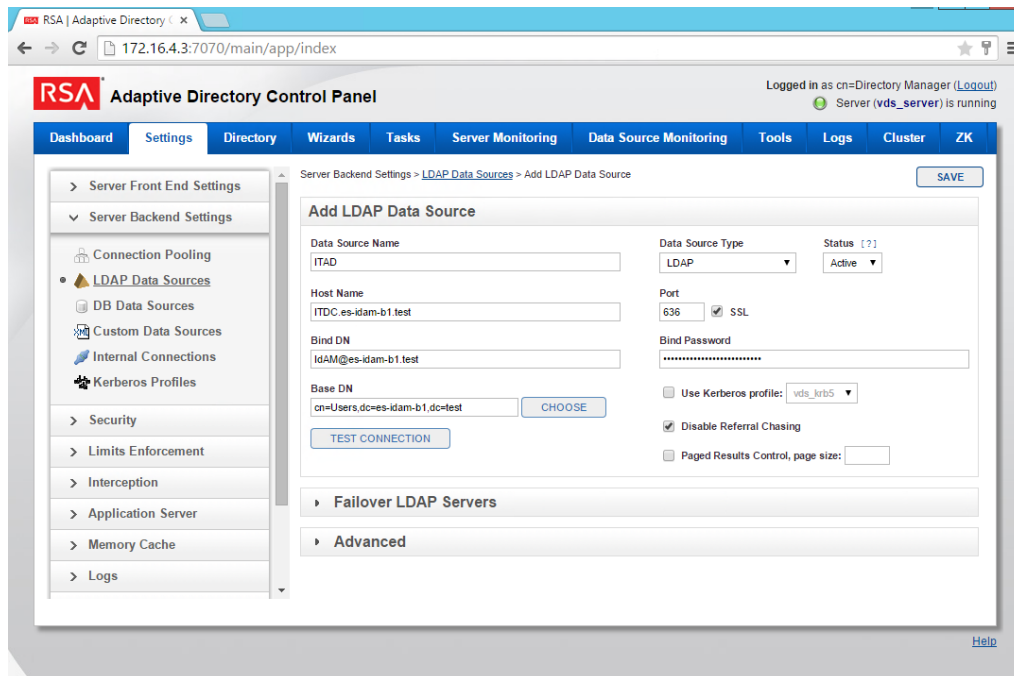 RSA | Adaptive Directory C
172.16.4.3:7070/main/app/index
RSA Adaptive Directory Control Panel
Logged in as cn=Directory Manager (Logout)
Server (vds_server) is running
Dashboard Settings Directory Wizards Tasks Server Monitoring Data Source Monitoring Tools Logs Cluster ZK
Server Front End Settings
Server Backend Settings
Connection Pooling
LDAP Data Sources
DB Data Sources
Custom Data Sources
Internal Connections
Kerberos Profiles
Security
Limits Enforcement
Interception
Application Server
Memory Cache
Logs
Server Backend Settings > LDAP Data Sources > Add LDAP Data Source
SAVE
Add LDAP Data Source
Data Source Name Data Source Type Status [?]
ITAD LDAP Active
Host Name Port
ITDC.es-idam-b1.test 636 SSL
Bind DN Bind Password
IdAM@es-idam-b1.test
Base DN
cn=Users,dc=es-idam-b1,dc=test CHOOSE
Use Kerberos profile: vds_krb5
Disable Referral Chasing
TEST CONNECTION
Paged Results Control, page size:
Failover LDAP Servers
Advanced
Help